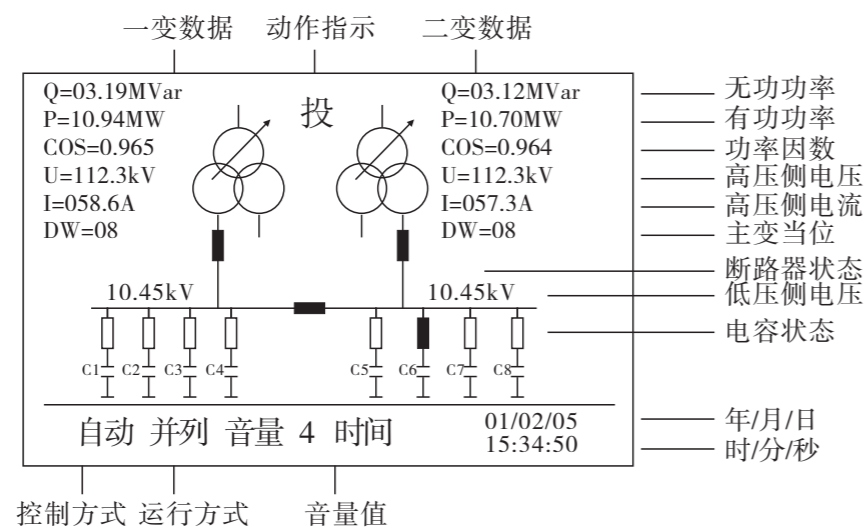 一变数据 动作指示 二变数据
Q=03.19MVar 投 Q=03.12MVar 无功功率
P=10.94MW P=10.70MW 有功功率
COS=0.965 COS=0.964 功率因数
U=112.3kV U=112.3kV 高压侧电压
I=058.6A I=057.3A 高压侧电流
DW=08 DW=08 主变当位
断路器状态
10.45kV 10.45kV 低压侧电压
电容状态
C1 C2 C3 C4 C5 C6 C7 C8
自动 并列 音量 4 时间 01/02/05 年/月/日
15:34:50 时/分/秒
控制方式 运行方式 音量值